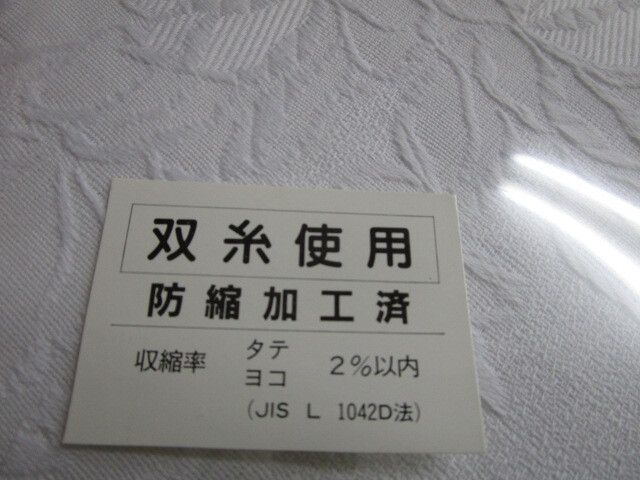 双糸使用
防縮加工済
収縮率 タテ ヨコ 2%以内
(JIS L 1042D法)